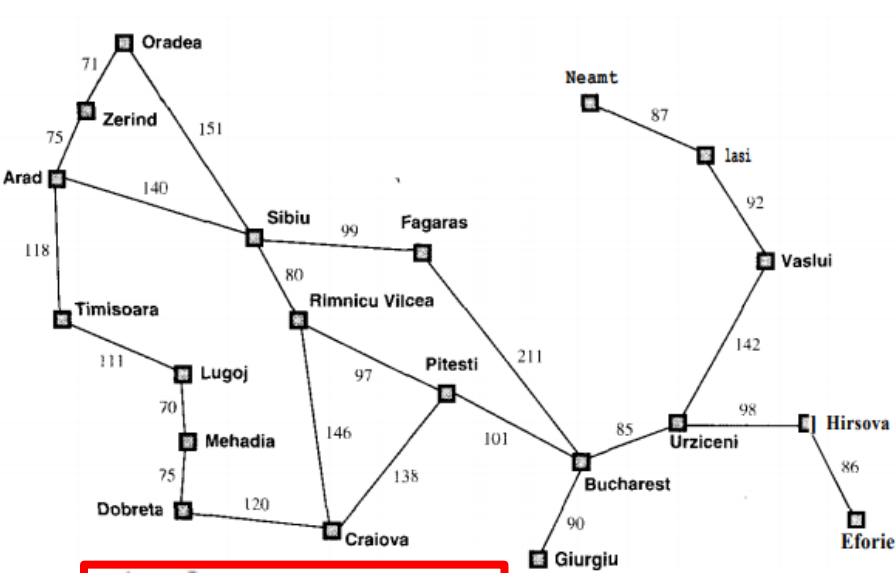 Oradea
71
Neamt
87
Zerind
151
75
Iasi
Arad
140
92
Sibiu
Fagaras
99
118
80
Vaslui
Timisoara
Rimnicu Vilcea
142
111
Lugoj
97
Pitesti
211
70
98
Hirsova
Mehadia
146
101
85
Urziceni
75
138
86
Bucharest
Dobreta
120
90
Craiova
Eforie
Giurgiu